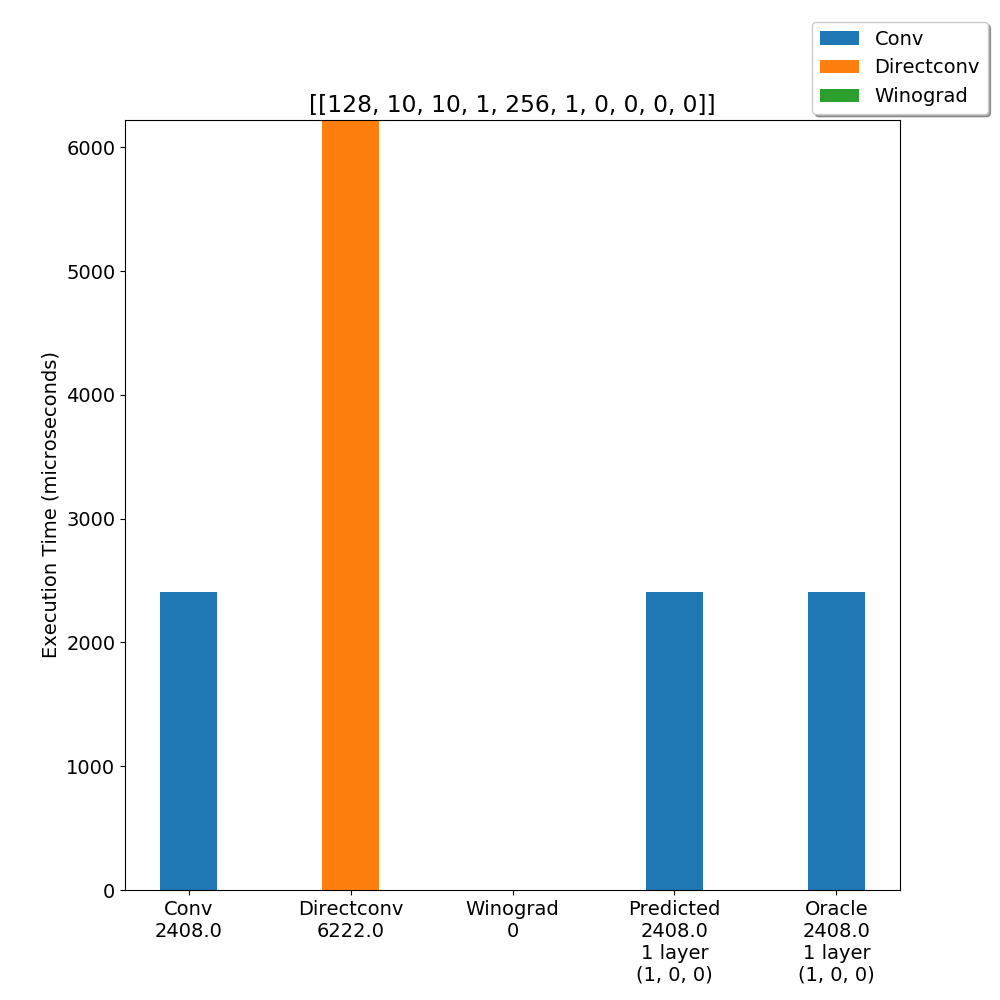 Conv
Directconv
Winograd
[[128, 10, 10, 1, 256, 1, 0, 0, 0, 0]]
Execution Time (microseconds)
6000
5000
4000
3000
2000
1000
0
Conv
2408.0
Directconv
6222.0
Winograd
0
Predicted
2408.0
1 layer
(1, 0, 0)
Oracle
2408.0
1 layer
(1, 0, 0)